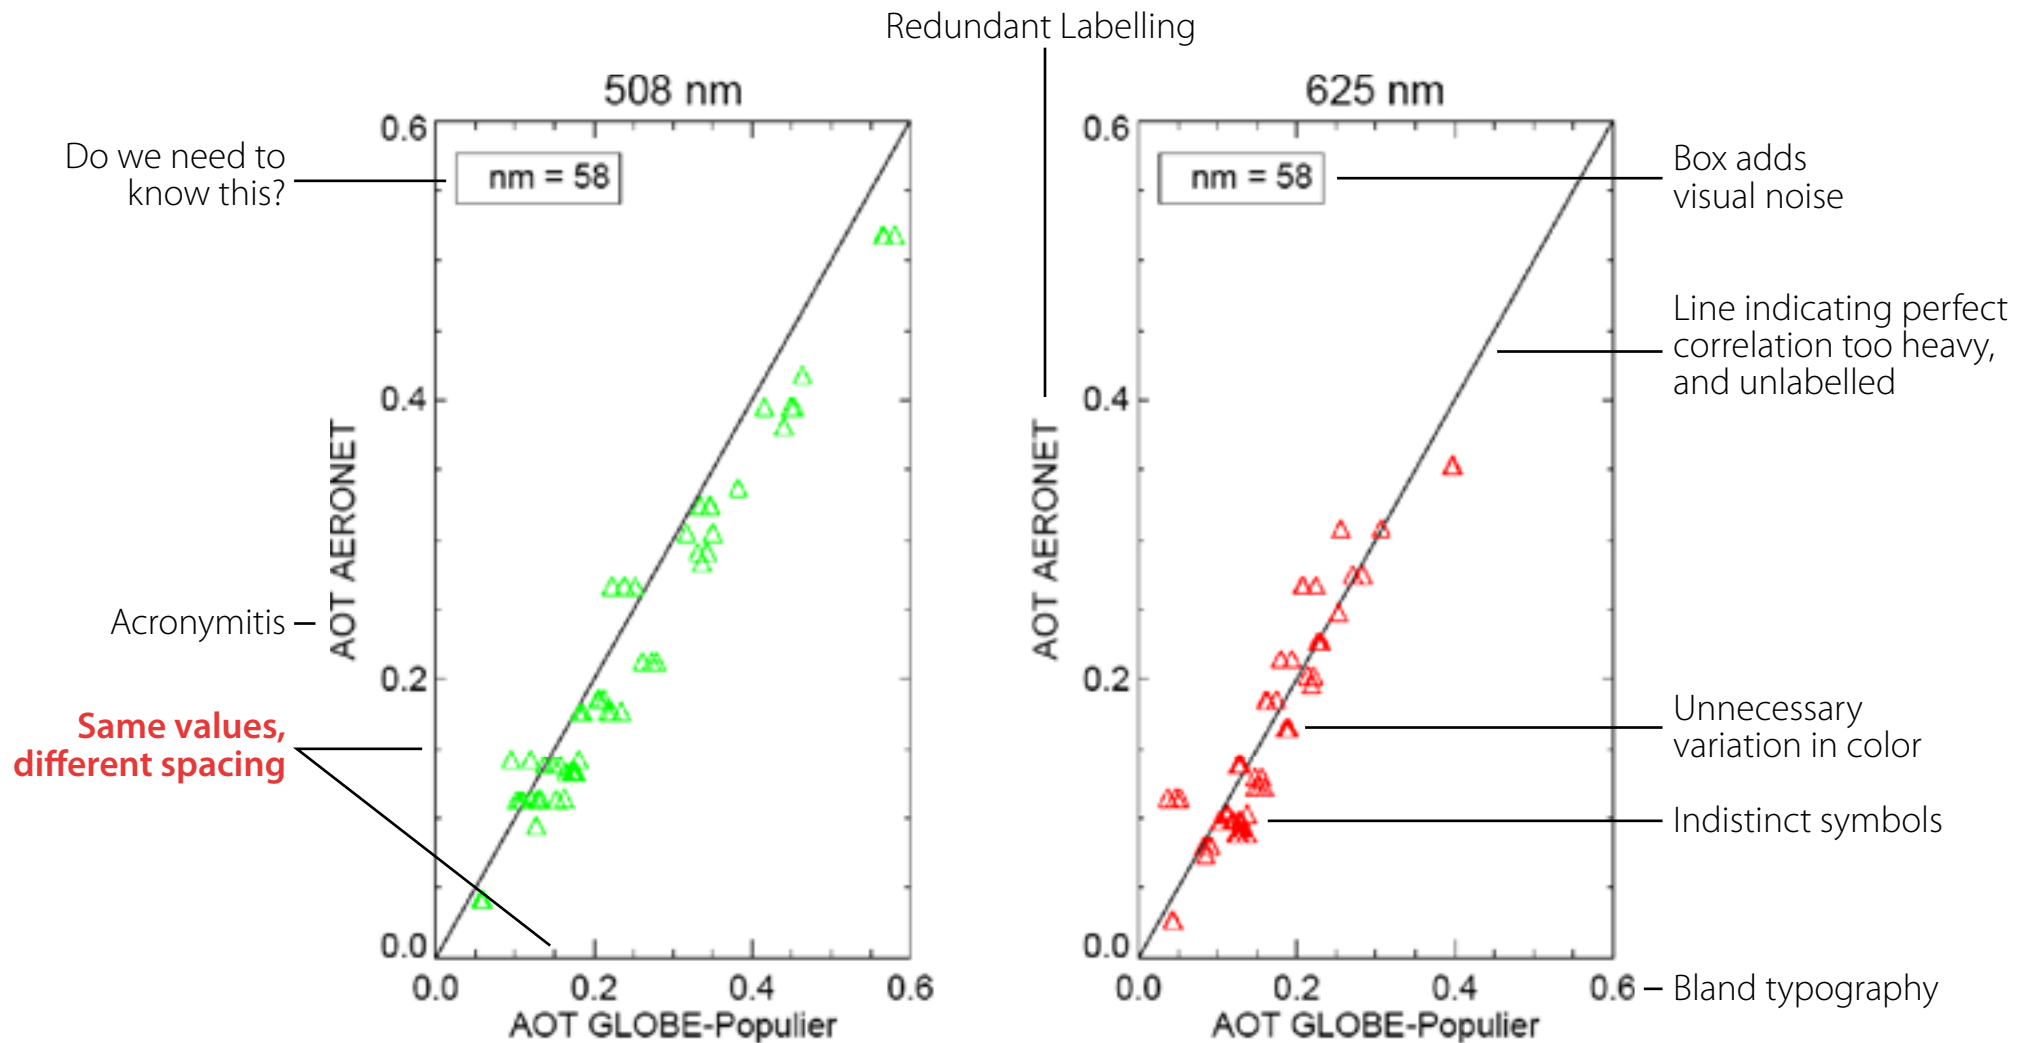 Redundant Labelling
508 nm
625 nm
Do we need to
know this?
0.6
nm = 58
0.4
0.2
0.0
AOT AERONET
0.0 0.2 0.4 0.6
AOT GLOBE-Populier
Acronymitis
Same values,
different spacing
0.6
nm = 58
0.4
0.2
0.0
AOT AERONET
0.0 0.2 0.4 0.6
AOT GLOBE-Populier
Box adds
visual noise
Line indicating perfect
correlation too heavy,
and unlabelled
Unnecessary
variation in color
Indistinct symbols
Bland typography